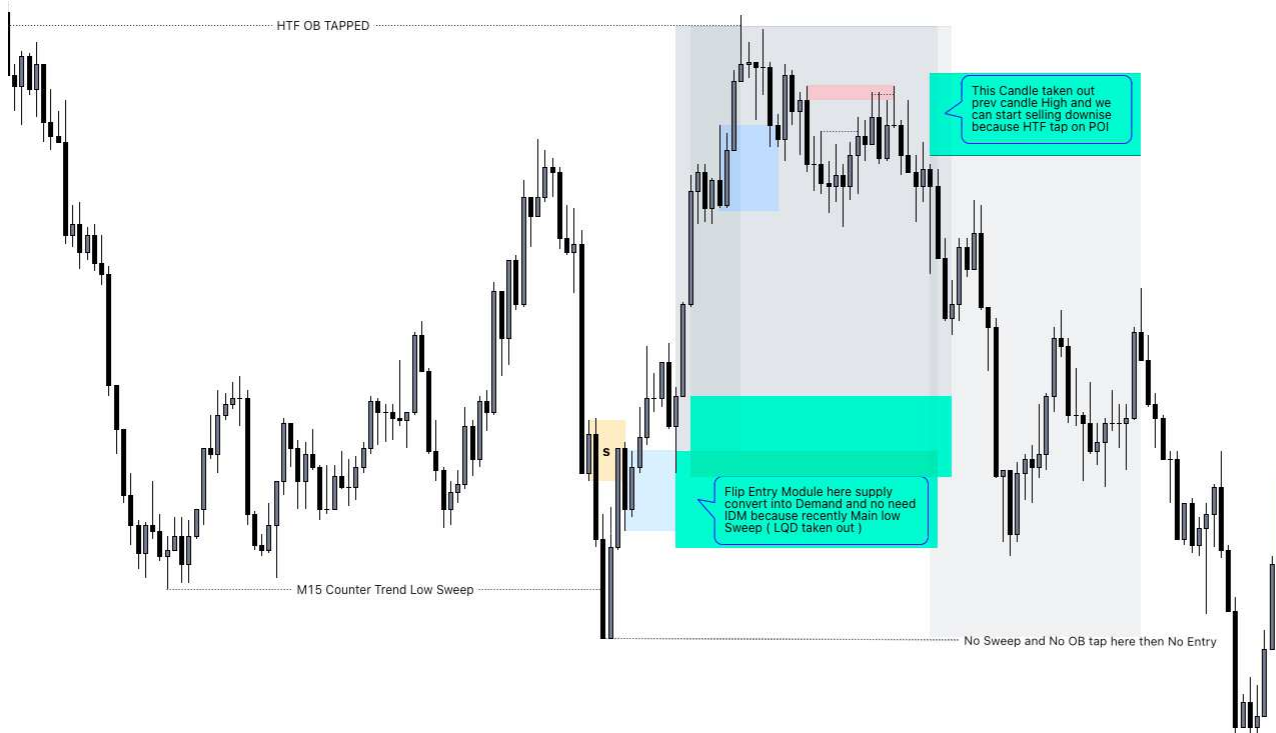 HTF OB TAPPED
This Candle taken out
prev candle High and we
can start selling downise
because HTF tap on POI
s
Flip Entry Module here supply
convert into Demand and no need
IDM because recently Main low
Sweep ( LQD taken out )
M15 Counter Trend Low Sweep
No Sweep and No OB tap here then No Entry